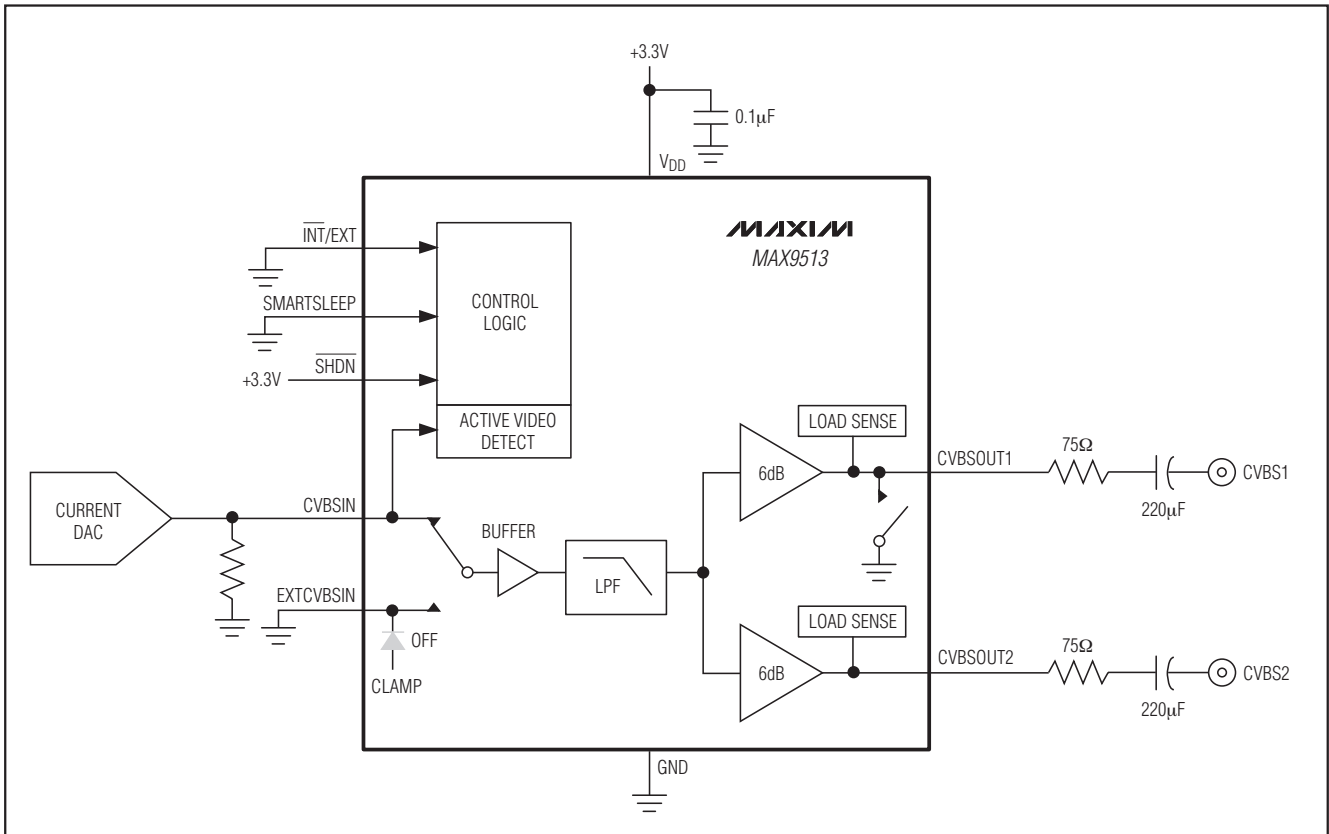 +3.3V
0.1µF
VDD
INT/EXT
SMARTSLEEP
SHDN
+3.3V
CONTROL
LOGIC
ACTIVE VIDEO
DETECT
MAXIM
MAX9513
CURRENT
DAC
CVBSIN
BUFFER
LPF
EXTCVBSIN
OFF
CLAMP
6dB
LOAD SENSE
CVBSOUT1
75Ω
220µF
CVBS1
6dB
LOAD SENSE
CVBSOUT2
75Ω
220µF
CVBS2
GND